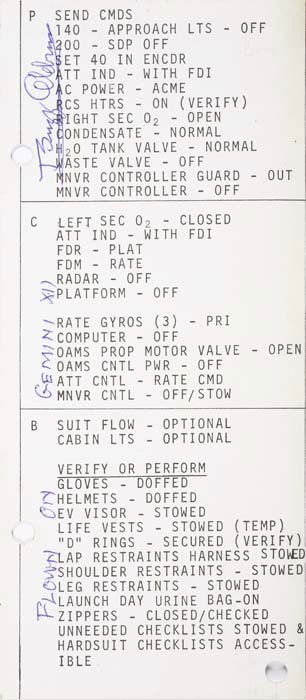 P SEND CMDS
140 - APPROACH LTS - OFF
200 - SDP OFF
SET 40 IN ENCDR
ATT IND - WITH FDI
AC POWER - ACME
RCS HTRS - ON (VERIFY)
RIGHT SEC O2 - OPEN
CONDENSATE - NORMAL
H2O TANK VALVE - NORMAL
WASTE VALVE - OFF
MNVR CONTROLLER GUARD - OUT
MNVR CONTROLLER - OFF
C LEFT SEC O2 - CLOSED
ATT IND - WITH FDI
FDR - PLAT
FDM - RATE
RADAR - OFF
PLATFORM - OFF
RATE GYROS (3) - PRI
COMPUTER - OFF
OAMS PROP MOTOR VALVE - OPEN
OAMS CNTL PWR - OFF
ATT CNTL - RATE CMD
MNVR CNTL - OFF/STOW
B SUIT FLOW - OPTIONAL
CABIN LTS - OPTIONAL
VERIFY OR PERFORM
GLOVES - DOFFED
HELMETS - DOFFED
EV VISOR - STOWED
LIFE VESTS - STOWED (TEMP)
"D" RINGS - SECURED (VERIFY)
LAP RESTRAINTS HARNESS STOWED
SHOULDER RESTRAINTS - STOWED
LEG RESTRAINTS - STOWED
LAUNCH DAY URINE BAG-ON
ZIPPERS - CLOSED/CHECKED
UNNEEDED CHECKLISTS STOWED &
HARDSUIT CHECKLISTS ACCESS-
IBLE
FLOWN ON GEMINI XII Buzz Aldrin